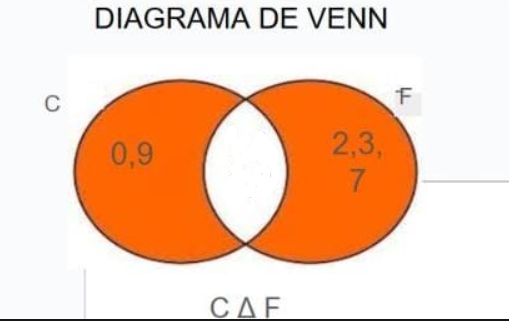 DIAGRAMA DE VENN
C
F
0,9
2,3,
7
C Δ F